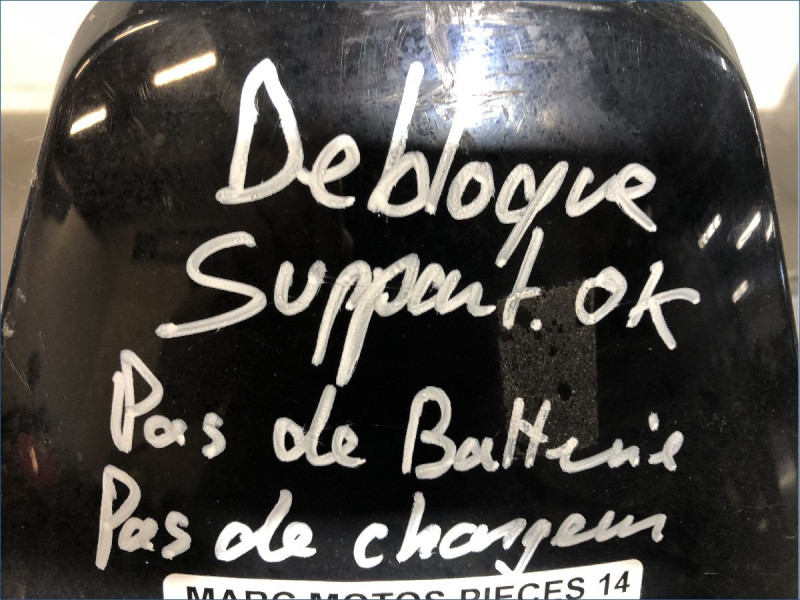 Debloque
Support. OK
Pas de Batterie
Pas de chargeur
MARC MOTOS PIECES 14